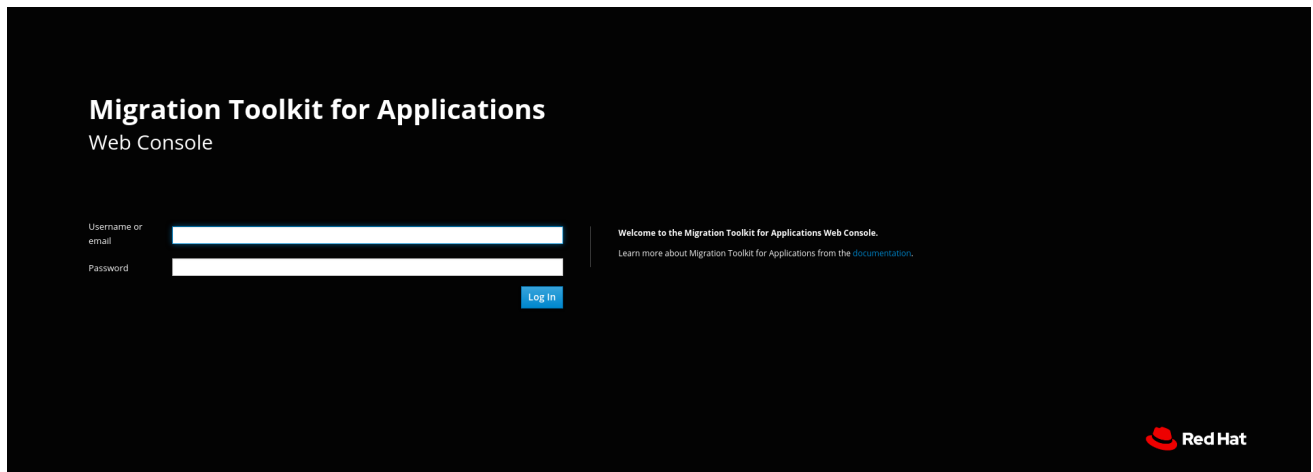 Migration Toolkit for Applications
Web Console
Username or
email
Password
Log In
Welcome to the Migration Toolkit for Applications Web Console.
Learn more about Migration Toolkit for Applications from the documentation.
Red Hat